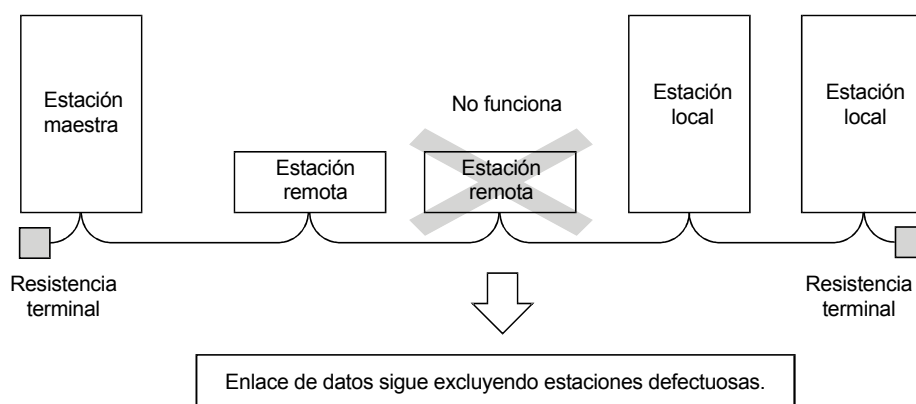 Estación
maestra
Estación
remota
No funciona
Estación
remota
Estación
local
Estación
local
Resistencia
terminal
Resistencia
terminal
Enlace de datos sigue excluyendo estaciones defectuosas.